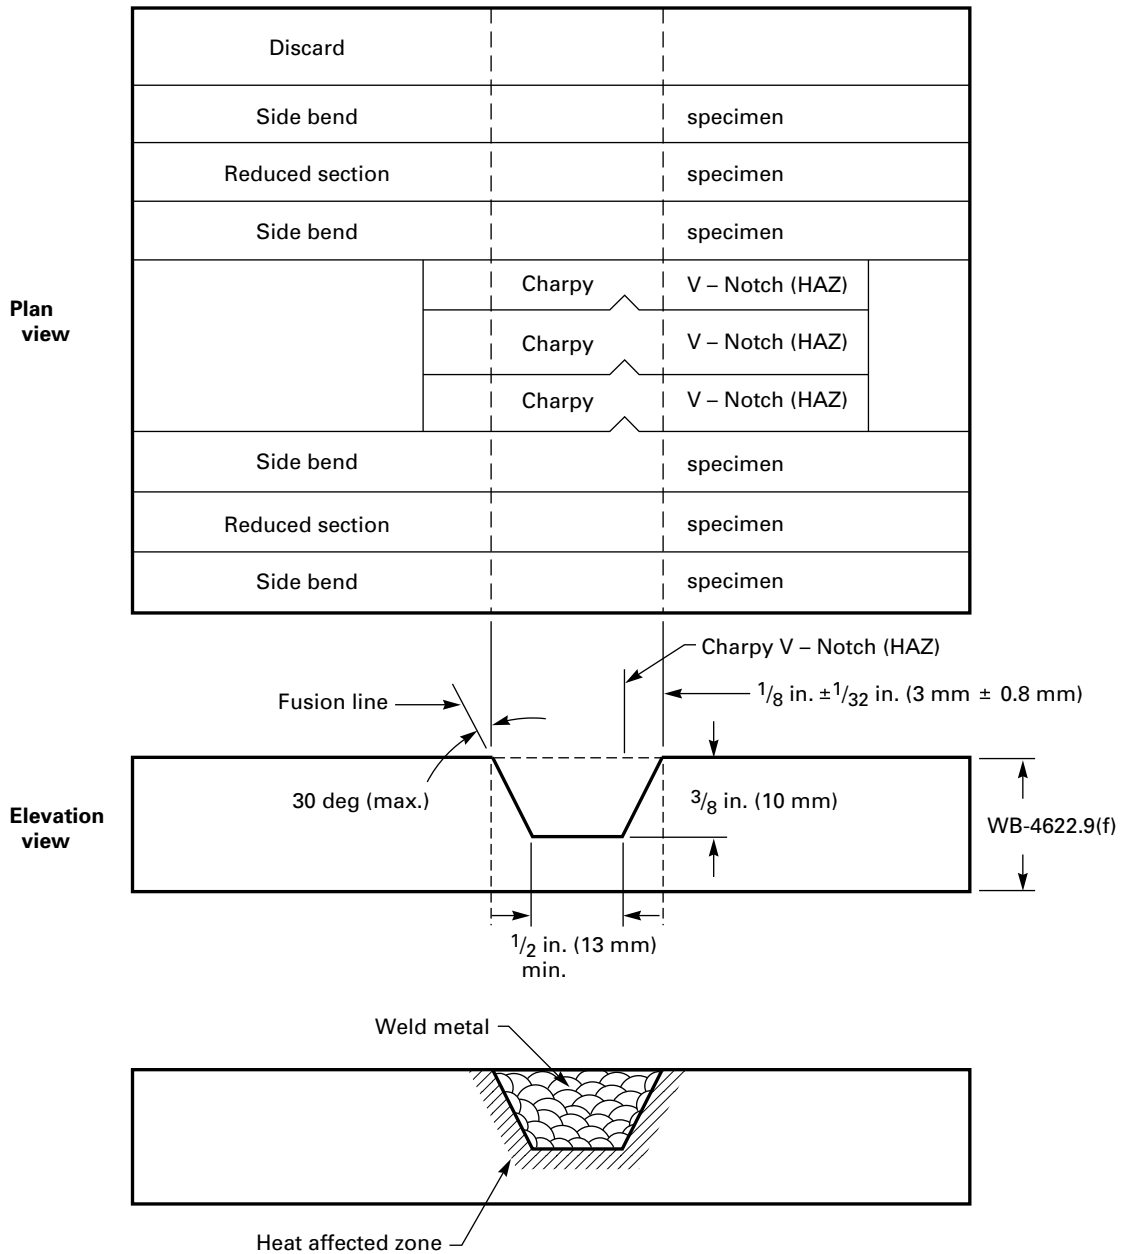 Discard
Side bend specimen
Reduced section specimen
Side bend specimen
Plan
view
Charpy V – Notch (HAZ)
Charpy V – Notch (HAZ)
Charpy V – Notch (HAZ)
Side bend specimen
Reduced section specimen
Side bend specimen
Charpy V – Notch (HAZ)
1/8 in. ±1/32 in. (3 mm ± 0.8 mm)
Fusion line
30 deg (max.)
3/8 in. (10 mm)
Elevation
view
WB-4622.9(f)
1/2 in. (13 mm)
min.
Weld metal
Heat affected zone